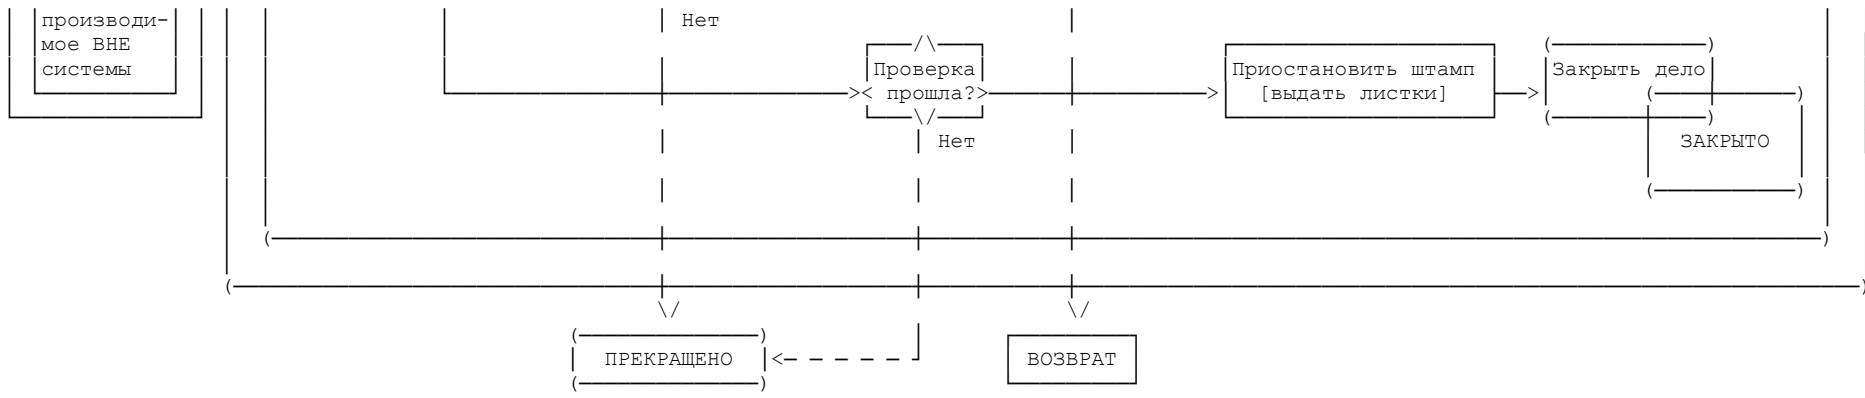 производи-
мое ВНЕ
системы
Нет
Проверка
прошла?
Приостановить штамп
[выдать листки]
Закрыть дело
Нет
ЗАКРЫТО
ПРЕКРАЩЕНО
ВОЗВРАТ